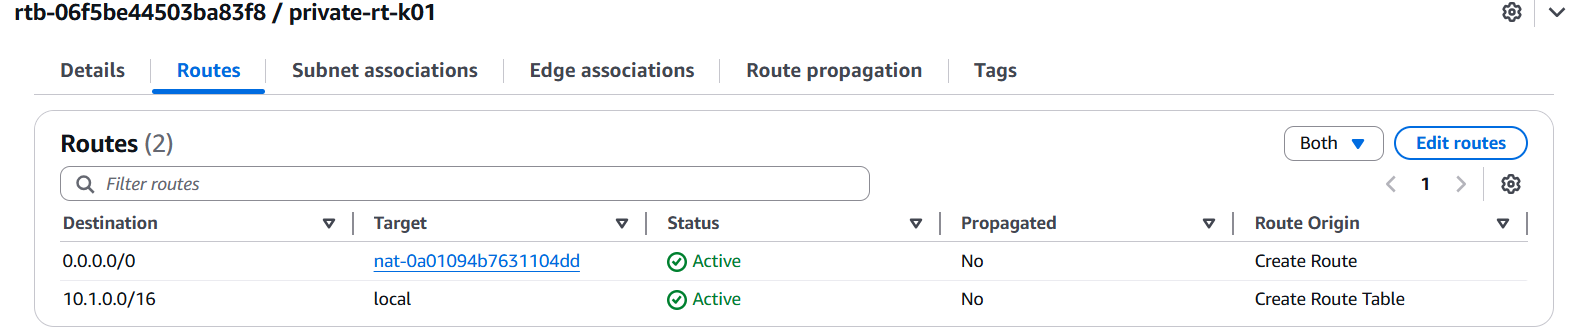 rtb-06f5be44503ba83f8 / private-rt-k01
Details Routes Subnet associations Edge associations Route propagation Tags
Routes (2) Both Edit routes
Filter routes 1
Destination Target Status Propagated Route Origin
0.0.0.0/0 nat-0a01094b7631104dd Active No Create Route
10.1.0.0/16 local Active No Create Route Table